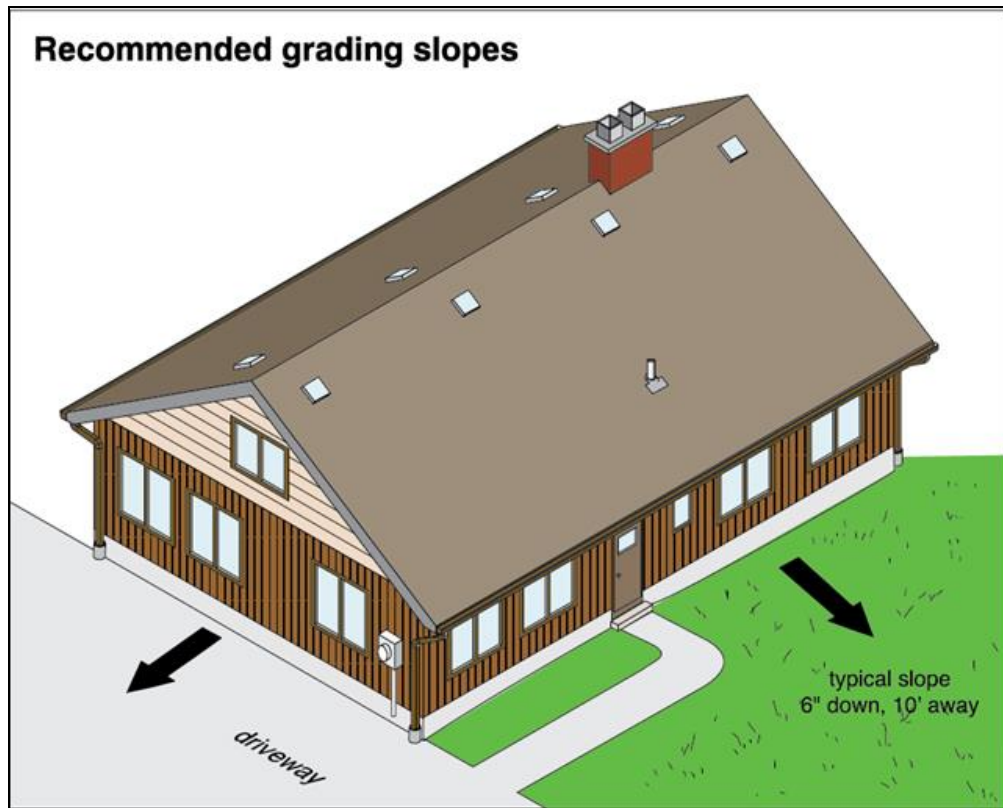 Recommended grading slopes
typical slope
6" down, 10' away
driveway